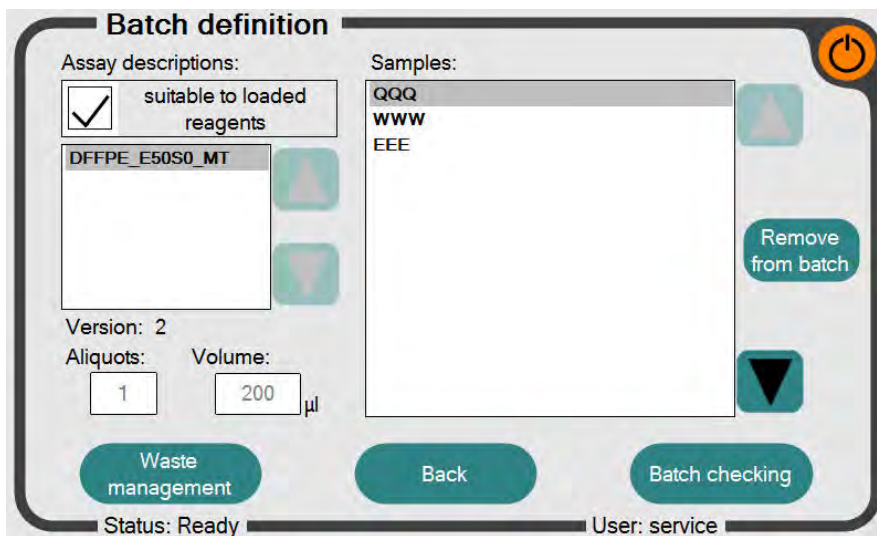 Batch definition
Assay descriptions:
suitable to loaded
reagents
DFFPE_E50S0_MT
Version: 2
Aliquots:
Volume:
1
200
µl
Samples:
QQQ
WWW
EEE
Remove
from batch
Waste
management
Back
Batch checking
Status: Ready
User: service